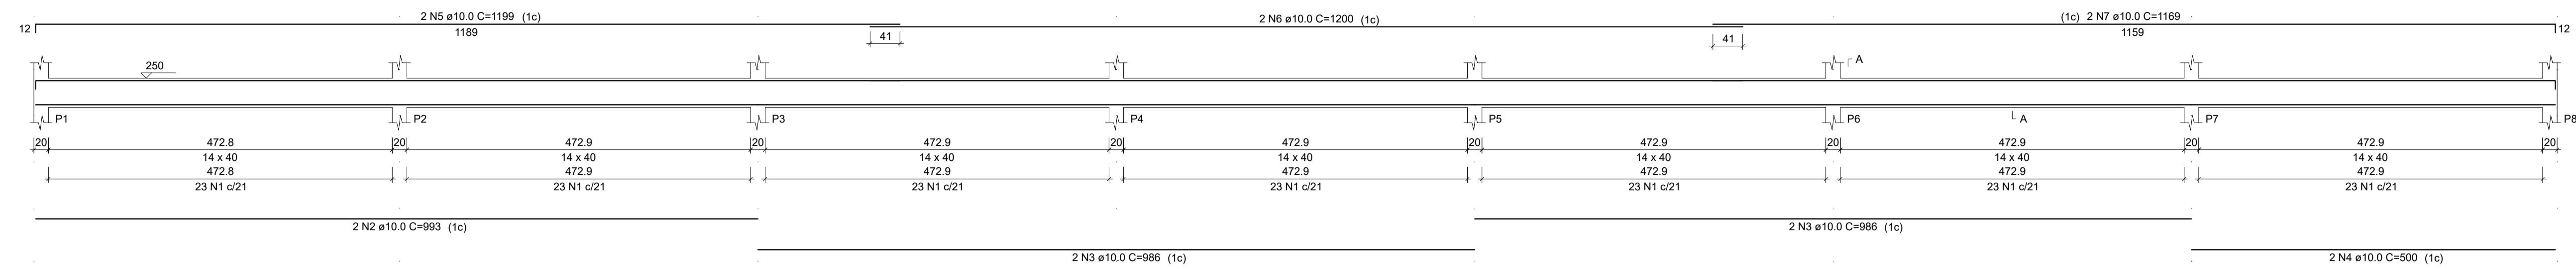 2 N5 ø10.0 C=1199 (1c)
2 N6 ø10.0 C=1200 (1c)
(1c) 2 N7 ø10.0 C=1169
12
1189
41
41
1159
12
250
A
P1 P2 P3 P4 P5 P6 A P7 P8
20 472.8 20 472.9 20 472.9 20 472.9 20 472.9 20 472.9 20 472.9 20
14 x 40 14 x 40 14 x 40 14 x 40 14 x 40 14 x 40 14 x 40
472.8 472.9 472.9 472.9 472.9 472.9 472.9
23 N1 c/21 23 N1 c/21 23 N1 c/21 23 N1 c/21 23 N1 c/21 23 N1 c/21 23 N1 c/21
2 N2 ø10.0 C=993 (1c)
2 N3 ø10.0 C=986 (1c)
2 N3 ø10.0 C=986 (1c)
2 N4 ø10.0 C=500 (1c)